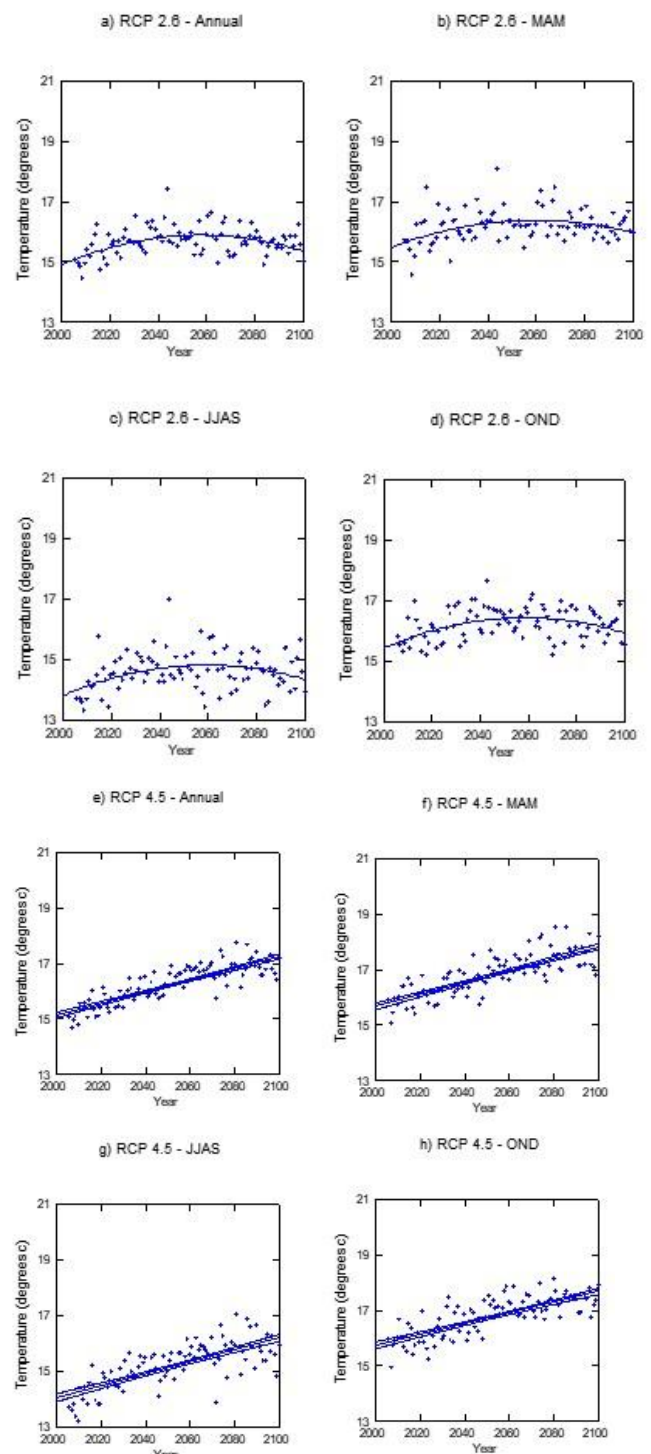 a) RCP 2.6 - Annual
b) RCP 2.6 - MAM
21
19
17
15
13
Temperature (degrees c)
2000 2020 2040 2060 2080 2100
Year
21
19
17
15
13
Temperature (degrees c)
2000 2020 2040 2060 2080 2100
Year
c) RCP 2.6 - JJAS
d) RCP 2.6 - OND
21
19
17
15
13
Temperature (degrees c)
2000 2020 2040 2060 2080 2100
Year
21
19
17
15
13
Temperature (degrees c)
2000 2020 2040 2060 2080 2100
Year
e) RCP 4.5 - Annual
f) RCP 4.5 - MAM
21
19
17
15
13
Temperature (degrees c)
2000 2020 2040 2060 2080 2100
Year
21
19
17
15
13
Temperature (degrees c)
2000 2020 2040 2060 2080 2100
Year
g) RCP 4.5 - JJAS
h) RCP 4.5 - OND
21
19
17
15
13
Temperature (degrees c)
2000 2020 2040 2060 2080 2100
Year
21
19
17
15
13
Temperature (degrees c)
2000 2020 2040 2060 2080 2100
Year